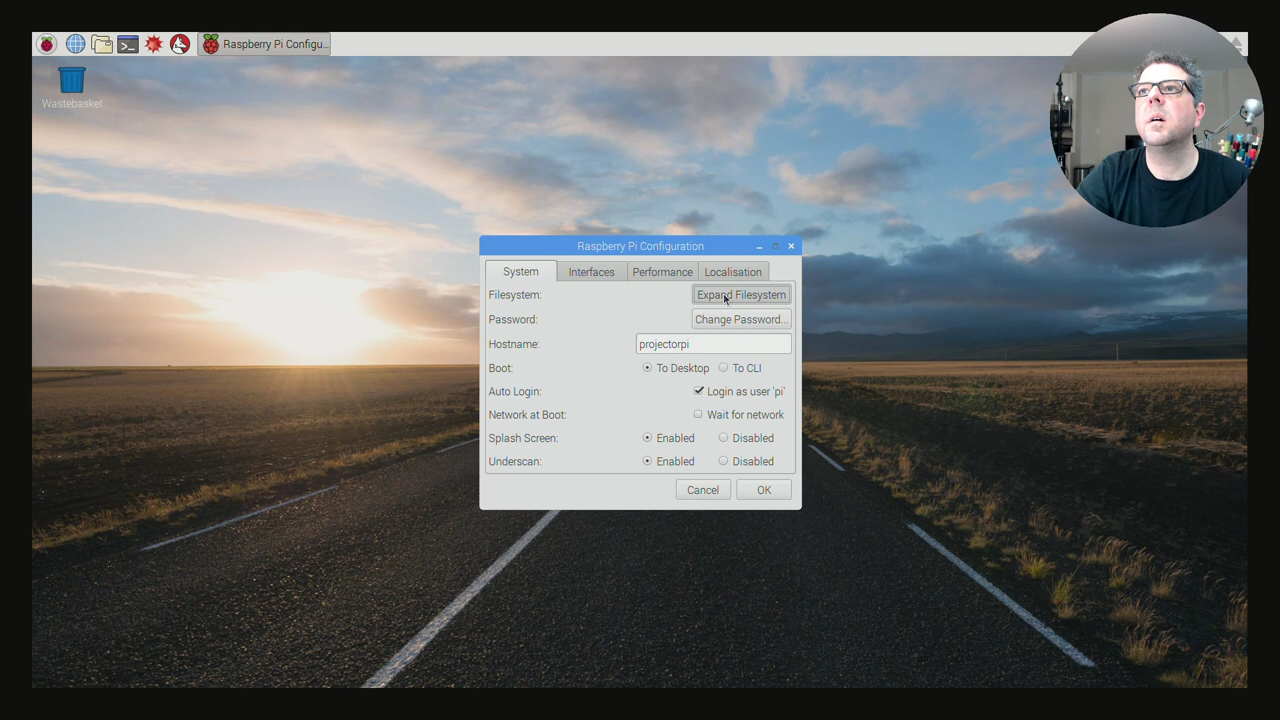 Raspberry Pi Configu...
Wastebasket
Raspberry Pi Configuration
System Interfaces Performance Localisation
Filesystem: Expand Filesystem
Password: Change Password...
Hostname: projectorpi
Boot: To Desktop To CLI
Auto Login: Login as user 'pi'
Network at Boot: Wait for network
Splash Screen: Enabled Disabled
Underscan: Enabled Disabled
Cancel OK